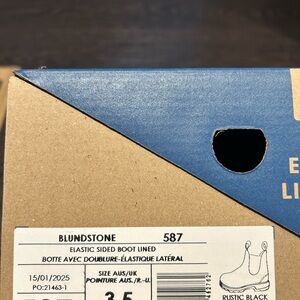 BLUNDSTONE 587
ELASTIC SIDED BOOT LINED
BOTTE AVEC DOUBLURE-ÉLASTIQUE LATÉRAL
15/01/2025
PO:21463-1
SIZE AUS/UK
POINTURE AUS./R.-U.
3.5
RUSTIC BLACK
E
LI